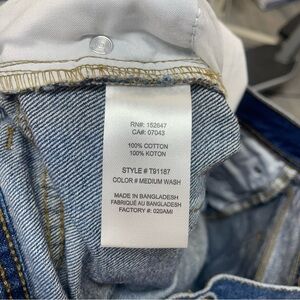 RN#: 152647
CA#: 07043
100% COTTON
100% KOTON
STYLE # T91187
COLOR # MEDIUM WASH
MADE IN BANGLADESH
FABRIQUÉ AU BANGLADESH
FACTORY #: 020AMI